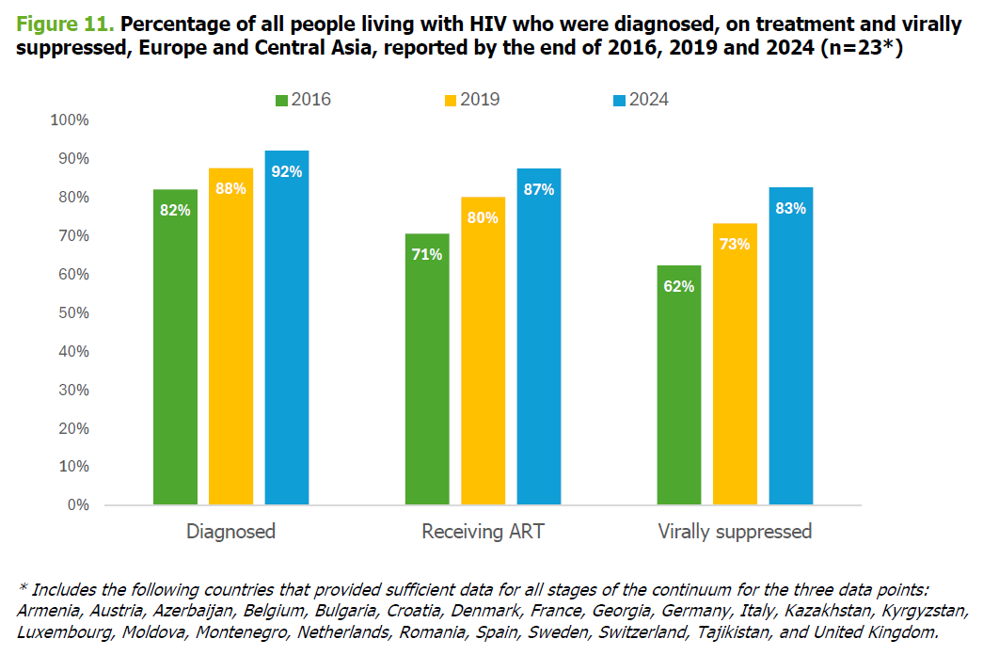 Figure 11. Percentage of all people living with HIV who were diagnosed, on treatment and virally
suppressed, Europe and Central Asia, reported by the end of 2016, 2019 and 2024 (n=23*)
2016 2019 2024
100%
90%
80%
70%
60%
50%
40%
30%
20%
10%
0%
82% 88% 92%
71% 80% 87%
62% 73% 83%
Diagnosed Receiving ART Virally suppressed
* Includes the following countries that provided sufficient data for all stages of the continuum for the three data points:
Armenia, Austria, Azerbaijan, Belgium, Bulgaria, Croatia, Denmark, France, Georgia, Germany, Italy, Kazakhstan, Kyrgyzstan,
Luxembourg, Moldova, Montenegro, Netherlands, Romania, Spain, Sweden, Switzerland, Tajikistan, and United Kingdom.